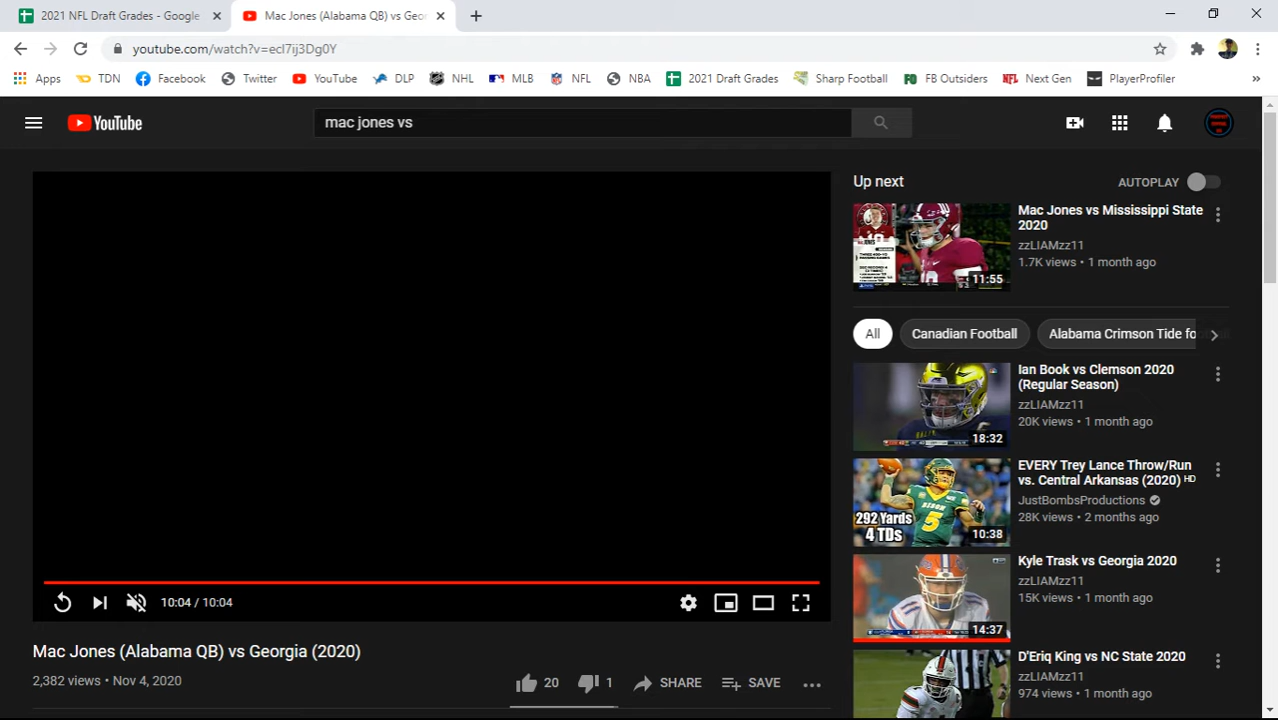 2021 NFL Draft Grades - Google
Mac Jones (Alabama QB) vs Geor
youtube.com/watch?v=ecI7ij3Dg0Y
Apps TDN Facebook Twitter YouTube DLP NHL MLB NFL NBA 2021 Draft Grades Sharp Football FB Outsiders Next Gen PlayerProfiler
YouTube
mac jones vs
10:04 / 10:04
Mac Jones (Alabama QB) vs Georgia (2020)
2,382 views • Nov 4, 2020
20 1 SHARE SAVE
Up next AUTOPLAY
Mac Jones vs Mississippi State
2020
zzLIAMzz11
1.7K views • 1 month ago
11:55
All Canadian Football Alabama Crimson Tide fo
Ian Book vs Clemson 2020
(Regular Season)
zzLIAMzz11
20K views • 1 month ago
18:32
EVERY Trey Lance Throw/Run
vs. Central Arkansas (2020) HD
JustBombsProductions
28K views • 2 months ago
292 Yards
4 TDs
10:38
Kyle Trask vs Georgia 2020
zzLIAMzz11
15K views • 1 month ago
14:37
D'Eriq King vs NC State 2020
zzLIAMzz11
974 views • 1 month ago